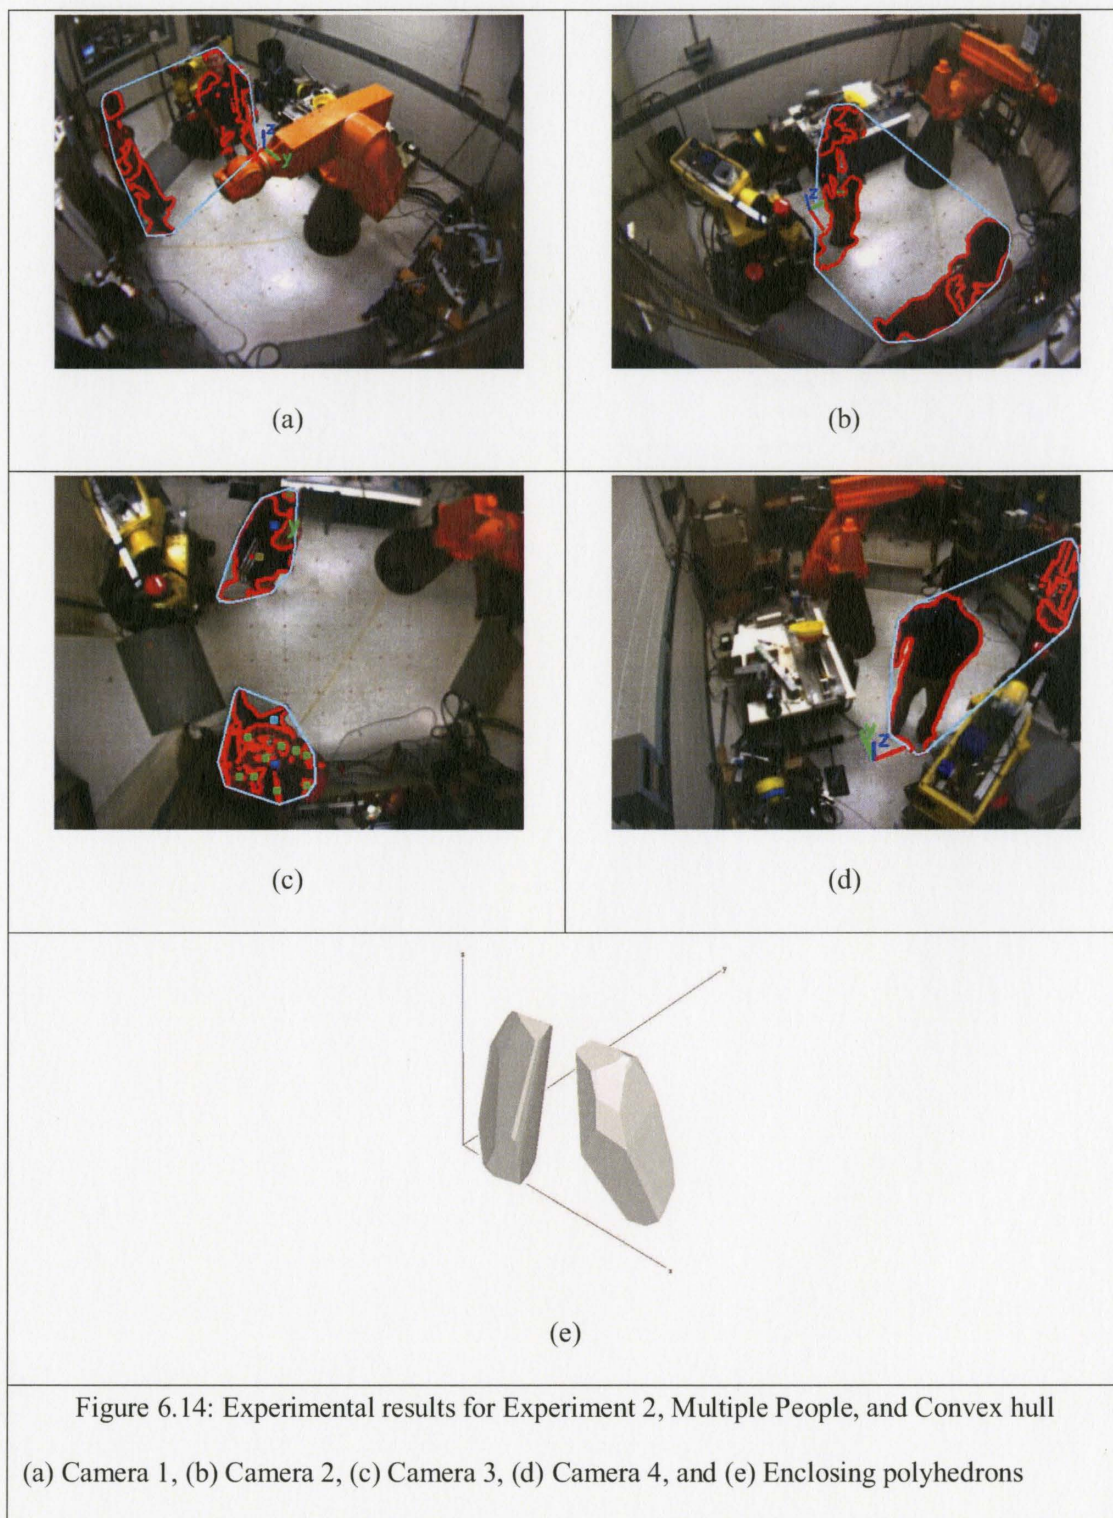 z
y
(a)
z
(b)
y
(c)
y
z
(d)
z
y
x
(e)
Figure 6.14: Experimental results for Experiment 2, Multiple People, and Convex hull
(a) Camera 1, (b) Camera 2, (c) Camera 3, (d) Camera 4, and (e) Enclosing polyhedrons